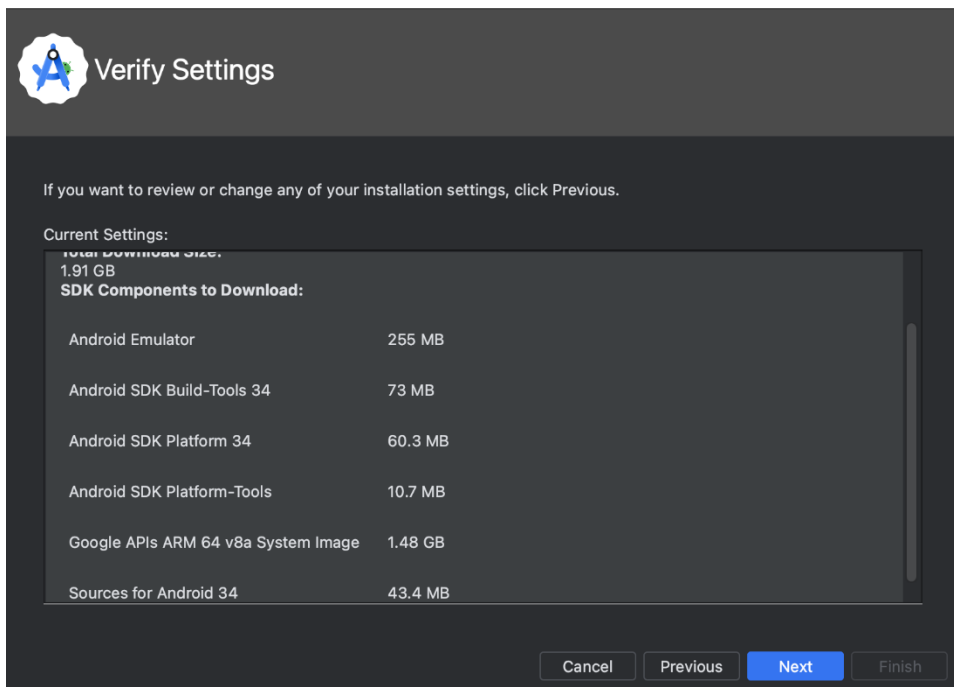 Verify Settings
If you want to review or change any of your installation settings, click Previous.
Current Settings:
Total Download Size:
1.91 GB
SDK Components to Download:
Android Emulator 255 MB
Android SDK Build-Tools 34 73 MB
Android SDK Platform 34 60.3 MB
Android SDK Platform-Tools 10.7 MB
Google APIs ARM 64 v8a System Image 1.48 GB
Sources for Android 34 43.4 MB
Cancel Previous Next Finish